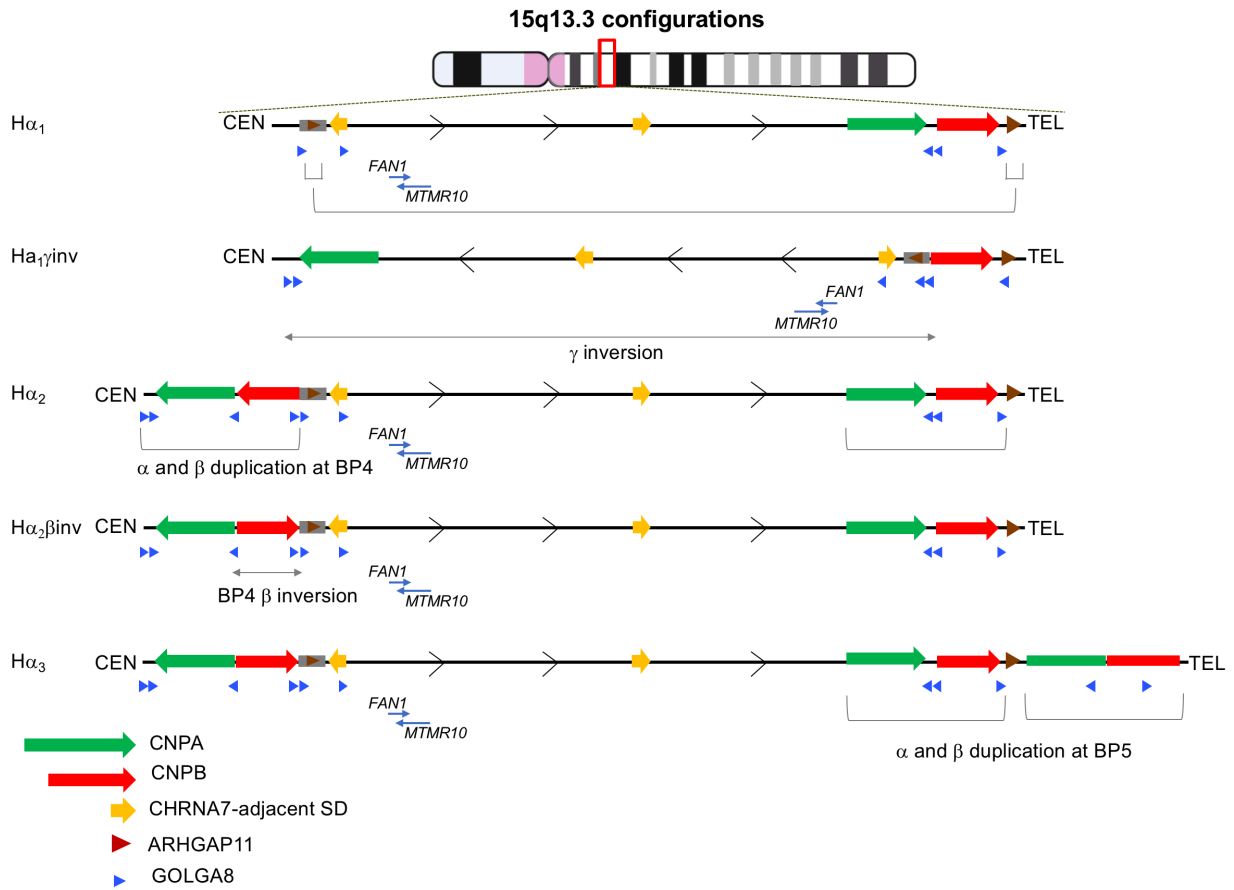 15q13.3 configurations
Hα1
CEN
TEL
FAN1
MTMR10
Ha1γinv
CEN
TEL
FAN1
MTMR10
γ inversion
Hα2
CEN
TEL
FAN1
MTMR10
α and β duplication at BP4
Hα2βinv
CEN
TEL
FAN1
MTMR10
BP4 β inversion
Hα3
CEN
TEL
FAN1
MTMR10
α and β duplication at BP5
CNPA
CNPB
CHRNA7-adjacent SD
ARHGAP11
GOLGA8